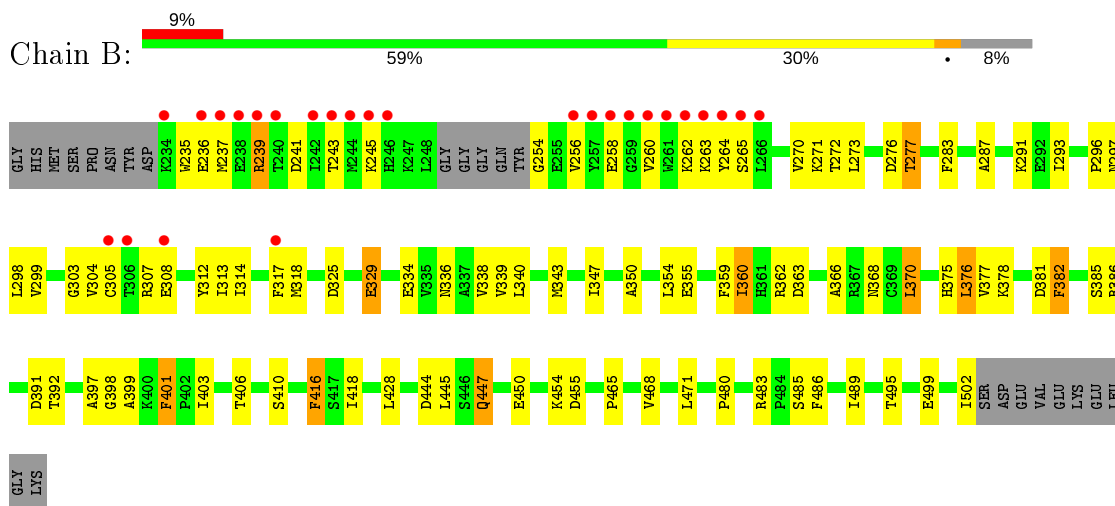 9%
Chain B:
59% 30% • 8%
GLY HIS MET SER PRO ASN TYR ASP K234 W235 E236 M237 E238 R239 T240 D241 I242 T243 M244 K245 H246 K247 L248 GLY GLY GLY GLN TYR G254 E255 V256 Y257 E258 G259 V260 W261 K262 K263 Y264 S265 L266 V270 K271 T272 L273 D276 T277 F283 A287 K291 E292 I293 P296 N297
L298 V299 G303 V304 C305 T306 R307 E308 Y312 I313 I314 F317 M318 D325 E329 E334 V335 N336 A337 V338 V339 L340 M343 I347 A350 L354 E355 F359 I360 H361 R362 D363 A366 R367 N368 C369 L370 H375 L376 V377 K378 D381 F382 S385 R386
D391 T392 A397 G398 A399 K400 F401 P402 I403 T406 S410 F416 S417 I418 L428 D444 L445 S446 Q447 E450 K454 D455 P465 V468 L471 P480 R483 P484 S485 F486 I489 T495 E499 I502 SER ASP GLU VAL GLU LYS GLU LEU
GLY LYS